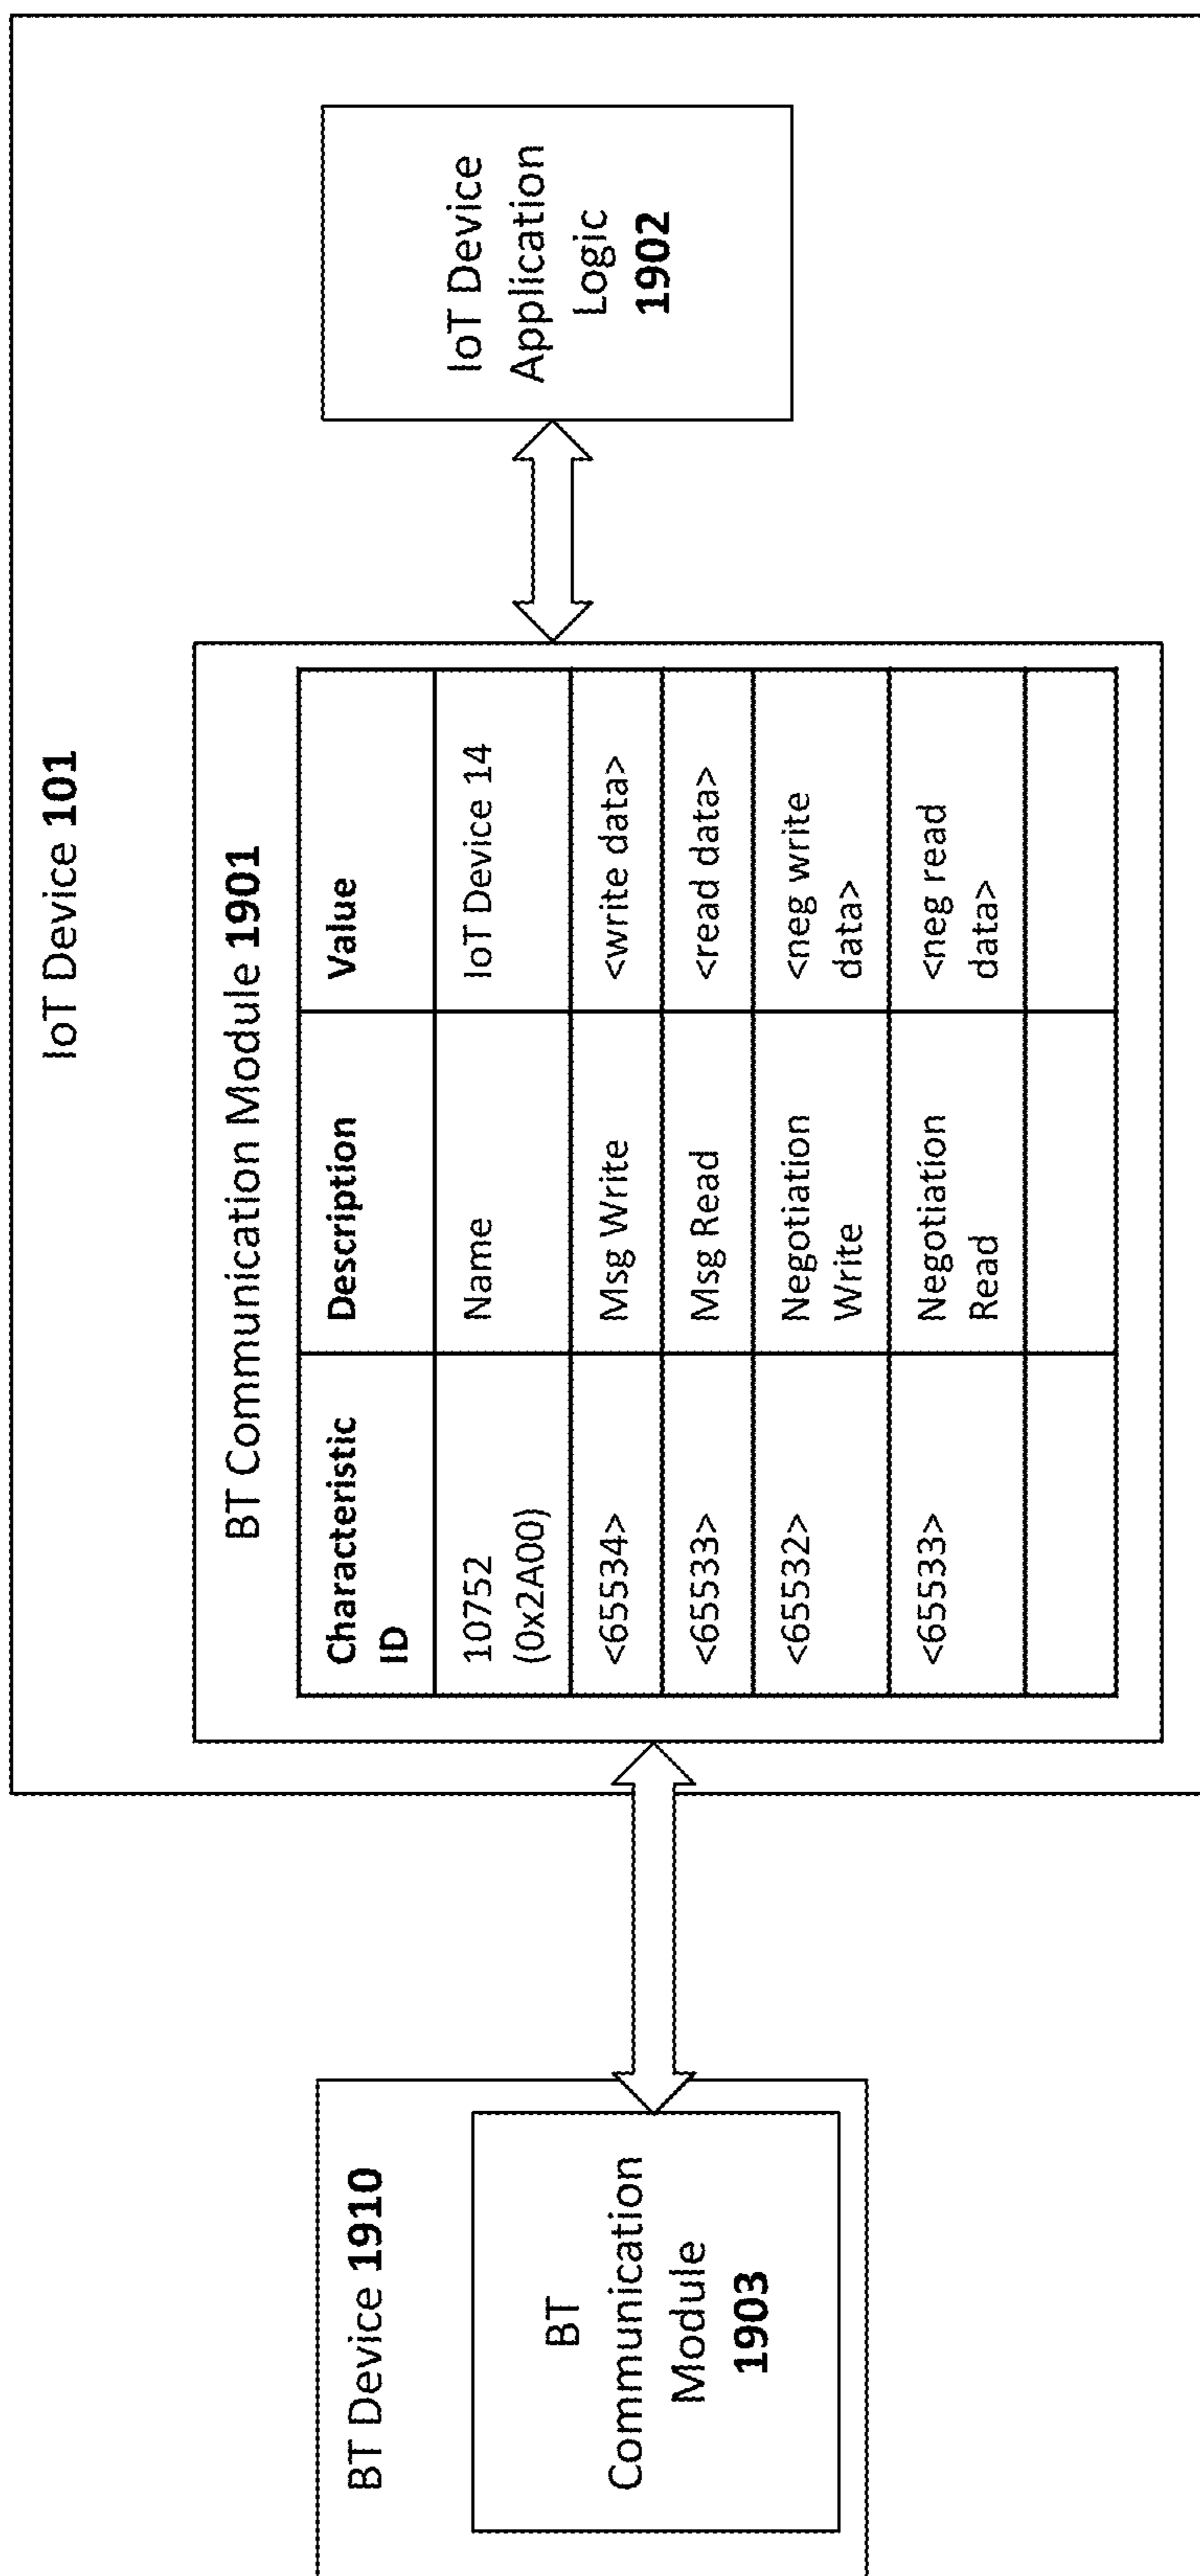 IoT Device 101
BT Device 1910
BT
Communication
Module
1903
BT Communication Module 1901
Characteristic ID Description Value
10752 (0x2A00) Name IoT Device 14
<65534> Msg Write <write data>
<65533> Msg Read <read data>
<65532> Negotiation Write <neg write data>
<65533> Negotiation Read <neg read data>
IoT Device
Application
Logic
1902